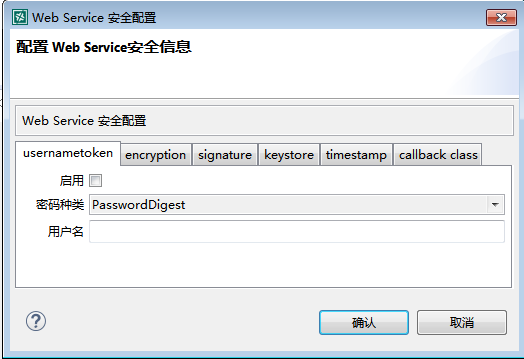 Web Service 安全配置
配置 Web Service安全信息
Web Service 安全配置
usernametoken encryption signature keystore timestamp callback class
启用
密码种类 PasswordDigest
用户名
? 确认 取消